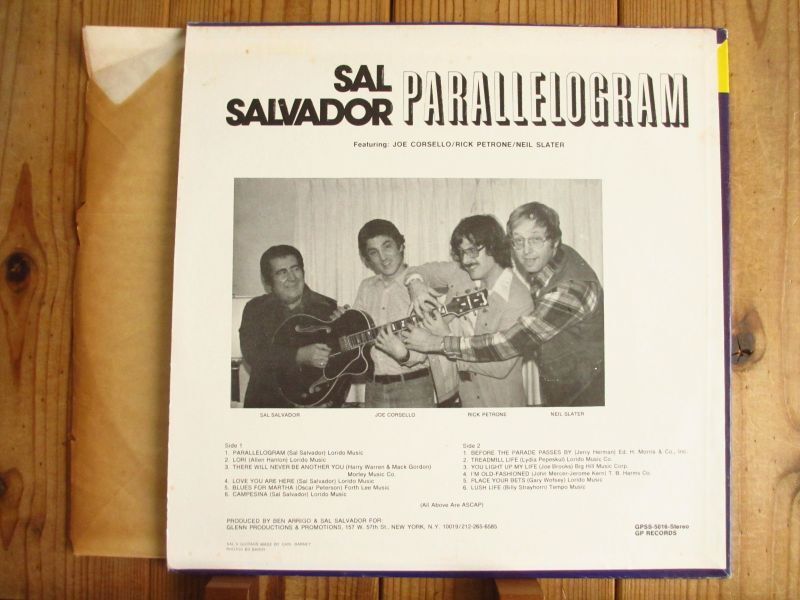 SAL
SALVADOR PARALLELOGRAM
Featuring: JOE CORSELLO/RICK PETRONE/NEIL SLATER
SAL SALVADOR JOE CORSELLO RICK PETRONE NEIL SLATER
Side 1
1. PARALLELOGRAM (Sal Salvador) Lorido Music
2. LORI (Allen Hanlon) Lorido Music
3. THERE WILL NEVER BE ANOTHER YOU (Harry Warren & Mack Gordon)
Morley Music Co.
4. LOVE YOU ARE HERE (Sal Salvador) Lorido Music
5. BLUES FOR MARTHA (Oscar Peterson) Forth Lee Music
6. CAMPESINA (Sal Salvador) Lorido Music
Side 2
1. BEFORE THE PARADE PASSES BY (Jerry Herman) Ed. H. Morris & Co., Inc.
2. TREADMILL LIFE (Lydia Pepeskul) Lorido Music Co.
3. YOU LIGHT UP MY LIFE (Joe Brooks) Big Hill Music Corp.
4. I'M OLD-FASHIONED (John Mercer-Jerome Kern) T. B. Harms Co.
5. PLACE YOUR BETS (Gary Wofsey) Lorido Music
6. LUSH LIFE (Billy Strayhorn) Tempo Music
(All Above Are ASCAP)
PRODUCED BY BEN ARRIGO & SAL SALVADOR FOR:
GLENN PRODUCTIONS & PROMOTIONS, 157 W. 57th St., NEW YORK, N.Y. 10019/212-265-6585
SAL'S GUITARS MADE BY CARL BARNEY
PHOTOS BY
GPSS-5016-Stereo
GP RECORDS